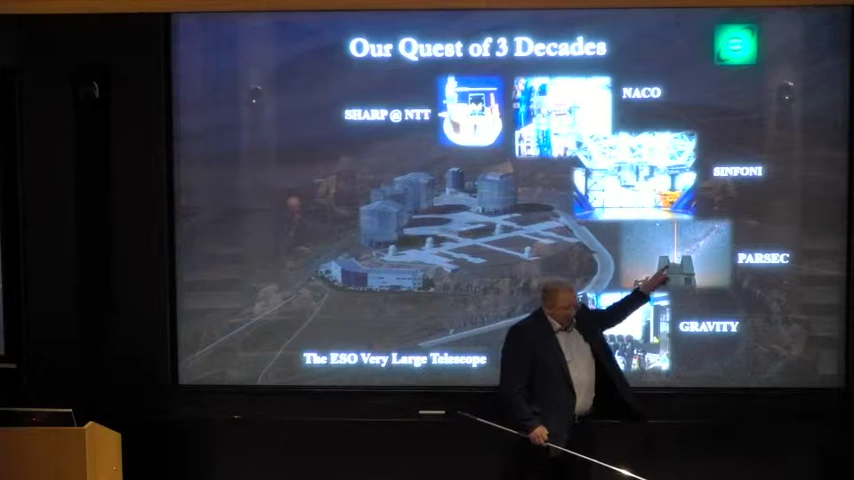 Our Quest of 3 Decades
NACO
SHARP @ NTT
SINFONI
PARSEC
GRAVITY
The ESO Very Large Telescope